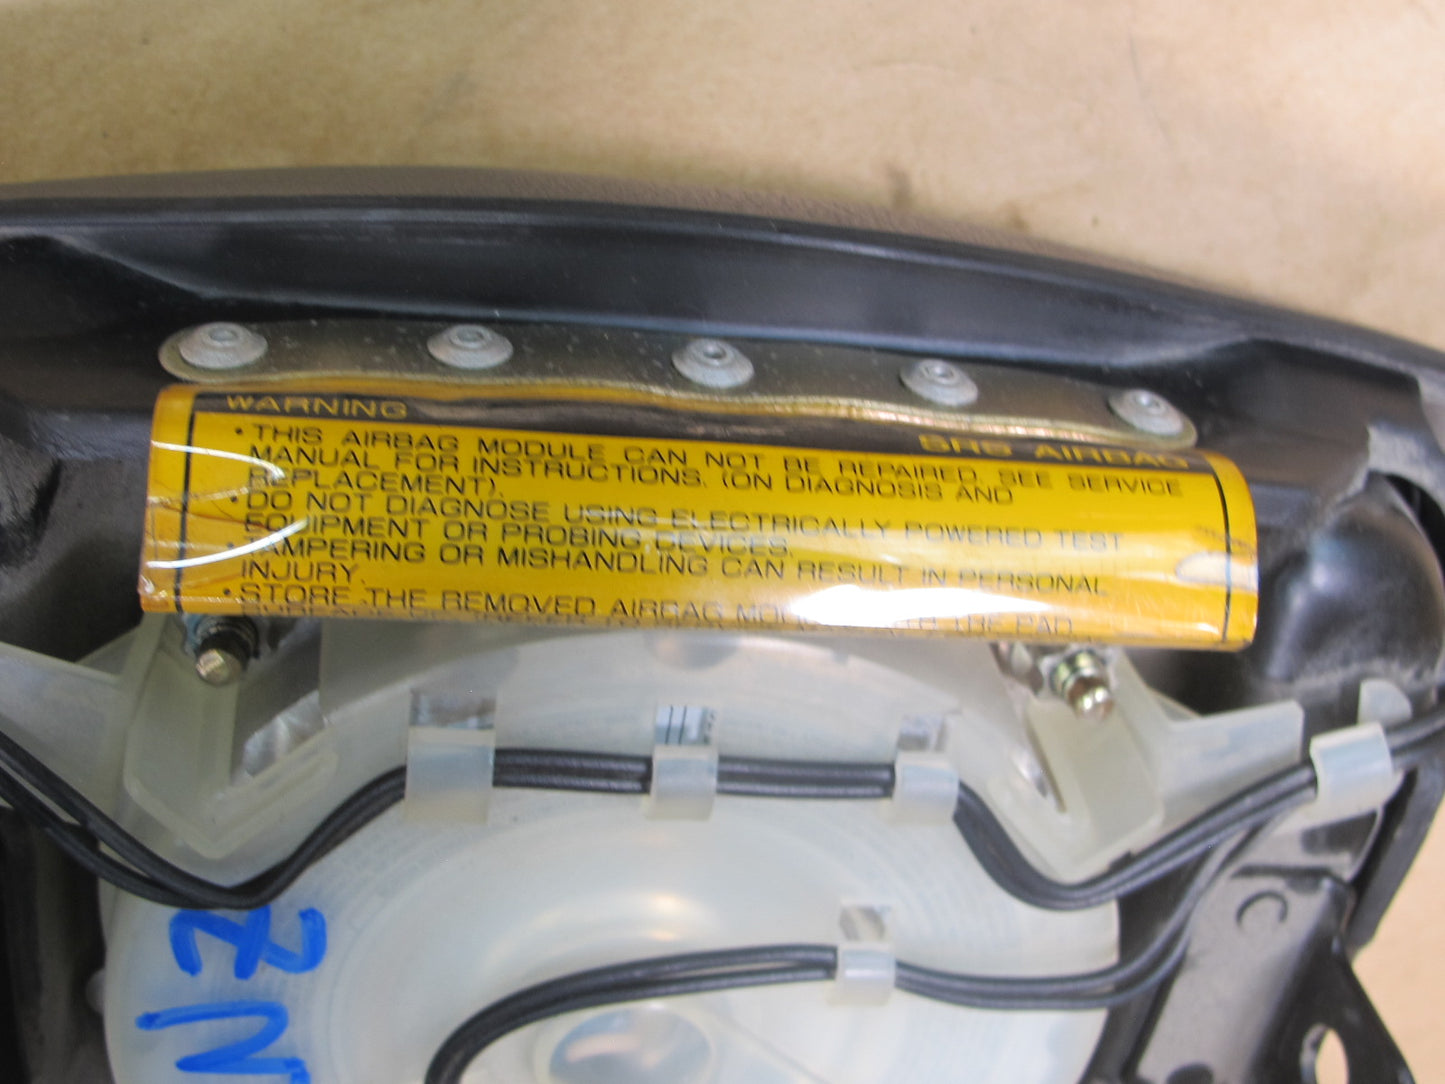 WARNING
SRS AIRBAG
• THIS AIRBAG MODULE CAN NOT BE REPAIRED. SEE SERVICE
MANUAL FOR INSTRUCTIONS. (ON DIAGNOSIS AND
REPLACEMENT).
• DO NOT DIAGNOSE USING ELECTRICALLY POWERED TEST
EQUIPMENT OR PROBING DEVICES.
• TAMPERING OR MISHANDLING CAN RESULT IN PERSONAL
INJURY.
• STORE THE REMOVED AIRBAG THE PAD